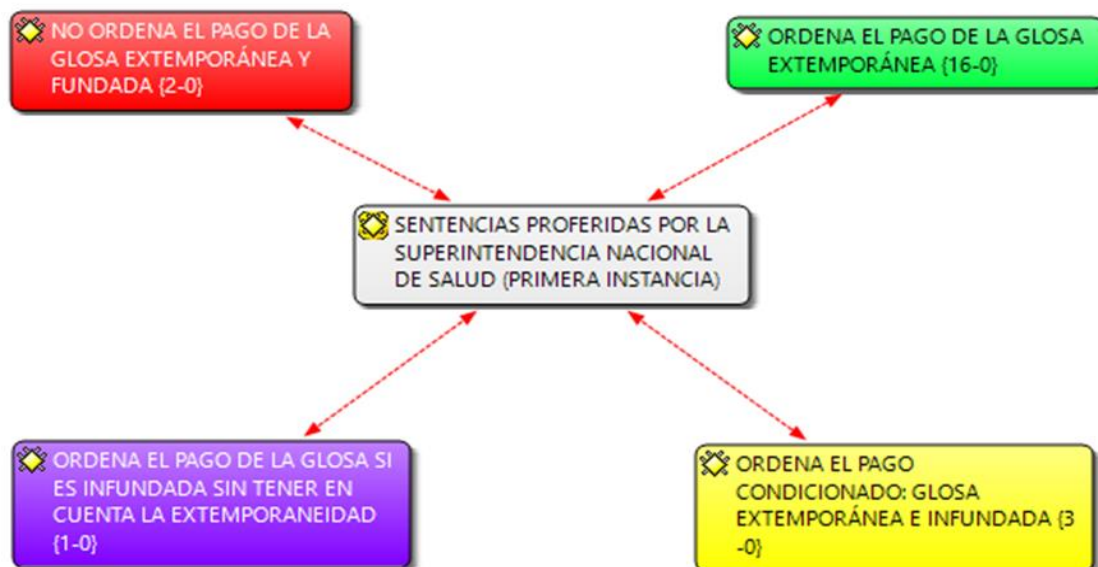 NO ORDENA EL PAGO DE LA
GLOSA EXTEMPORÁNEA Y
FUNDADA {2-0}
ORDENA EL PAGO DE LA GLOSA
EXTEMPORÁNEA {16-0}
SENTENCIAS PROFERIDAS POR LA
SUPERINTENDENCIA NACIONAL
DE SALUD (PRIMERA INSTANCIA)
ORDENA EL PAGO DE LA GLOSA SI
ES INFUNDADA SIN TENER EN
CUENTA LA EXTEMPORANEIDAD
{1-0}
ORDENA EL PAGO
CONDICIONADO: GLOSA
EXTEMPORÁNEA E INFUNDADA {3
-0}